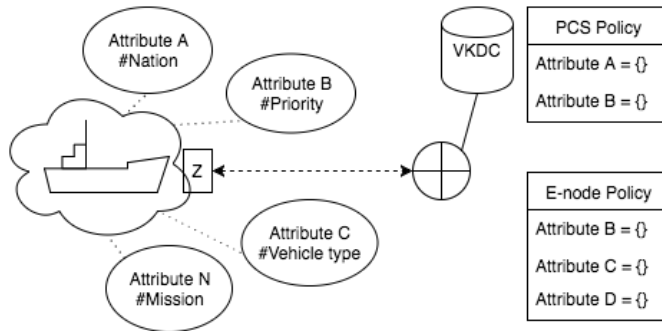 Attribute A
#Nation
Attribute B
#Priority
Z
Attribute C
#Vehicle type
Attribute N
#Mission
VKDC
PCS Policy
Attribute A = {}
Attribute B = {}
E-node Policy
Attribute B = {}
Attribute C = {}
Attribute D = {}